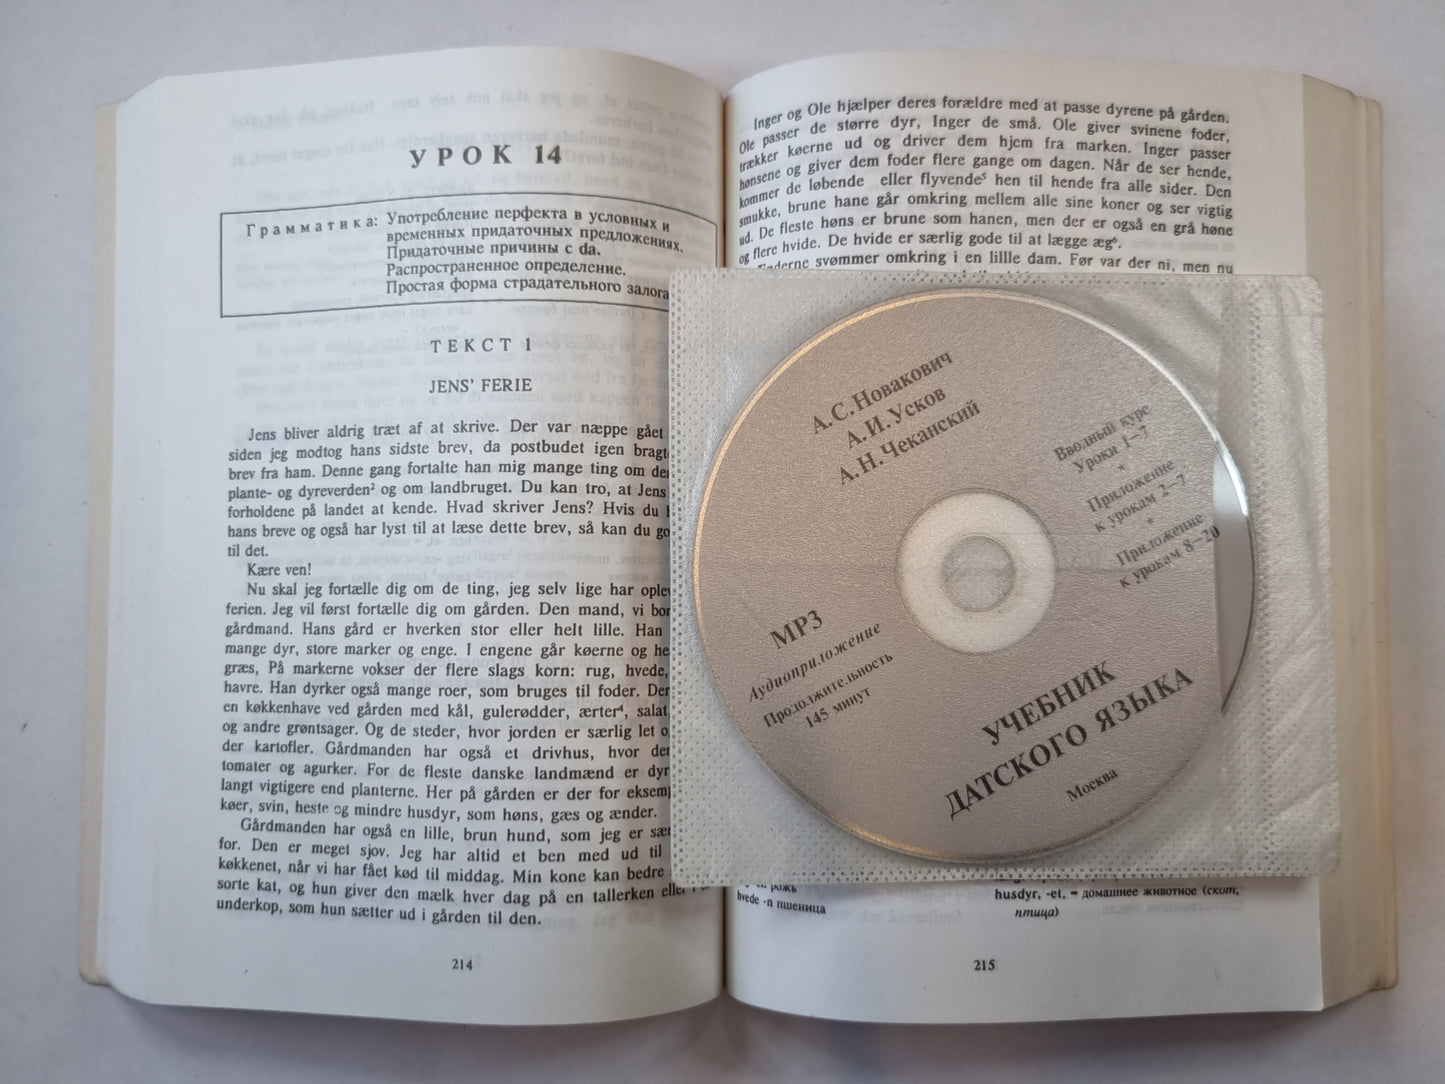 УРОК 14
Грамматика: Употребление перфекта в условных и
временных придаточных предложениях.
Придаточные причины с da.
Распространенное определение.
Простая форма страдательного залога
ТЕКСТ 1
JENS' FERIE
Jens bliver aldrig træt af at skrive. Der var næppe gået
siden jeg modtog hans sidste brev, da postbudet igen
brev fra ham. Denne gang fortalte han mig mange ting om
plante- og dyreverden² og om landbruget. Du kan tro, at Jens
forholdene på landet at kende. Hvad skriver Jens? Hvis du
hans breve og også har lyst til at læse dette brev, så kan du
til det.
Kære ven!
Nu skal jeg fortælle dig om de ting, jeg selv lige har
ferien. Jeg vil først fortælle dig om gården. Den mand, vi
gårdmand. Hans gård er hverken stor eller helt lille. Han
mange dyr, store marker og enge. I engene går køerne og
græs, På markerne vokser der flere slags korn: rug, hvede,
havre. Han dyrker også mange roer, som bruges til foder.
en køkkenhave ved gården med kål, gulerødder, ærter⁴, salat,
og andre grøntsager. Og de steder, hvor jorden er særlig let
der kartofler. Gårdmanden har også et drivhus, hvor
tomater og agurker. For de fleste danske landmænd er
langt vigtigere end planterne. Her på gården er der for
køer, svin, heste og mindre husdyr, som høns, gæs og ænder.
Gårdmanden har også en lille, brun hund, som jeg er
for. Den er meget sjov. Jeg har altid et ben med ud til
køkkenet, når vi har fået kød til middag. Min kone kan bedre
sorte kat, og hun giver den mælk hver dag på en tallerken eller
underkop, som hun sætter ud i gården til den.
214
Inger og Ole hjælper deres forældre med at passe dyrene på gården.
Ole passer de større dyr, Inger de små. Ole giver svinene foder,
trækker køerne ud og driver dem hjem fra marken. Inger passer
hønsene og giver dem foder flere gange om dagen. Når de ser hende,
kommer de løbende eller flyvende⁵ hen til hende fra alle sider. Den
smukke, brune hane går omkring mellem alle sine koner og ser vigtig
ud. De fleste høns er brune som hanen, men der er også en grå høne
og flere hvide. De hvide er særlig gode til at lægge æg⁶.
svømmer omkring i en lillle dam. Før var der ni, men nu
А.С.Новакович
А.И.Усков
А.Н.Чеканский
Вводный курс
Уроки 1–7
*
Приложение
к урокам 2–7
*
Приложение
к урокам 8–20
MP3
Аудиоприложение
Продолжительность
145 минут
УЧЕБНИК
ДАТСКОГО ЯЗЫКА
Москва
рожь
hvede -n пшеница
husdyr, -et, = домашнее животное (скот,
птица)
215